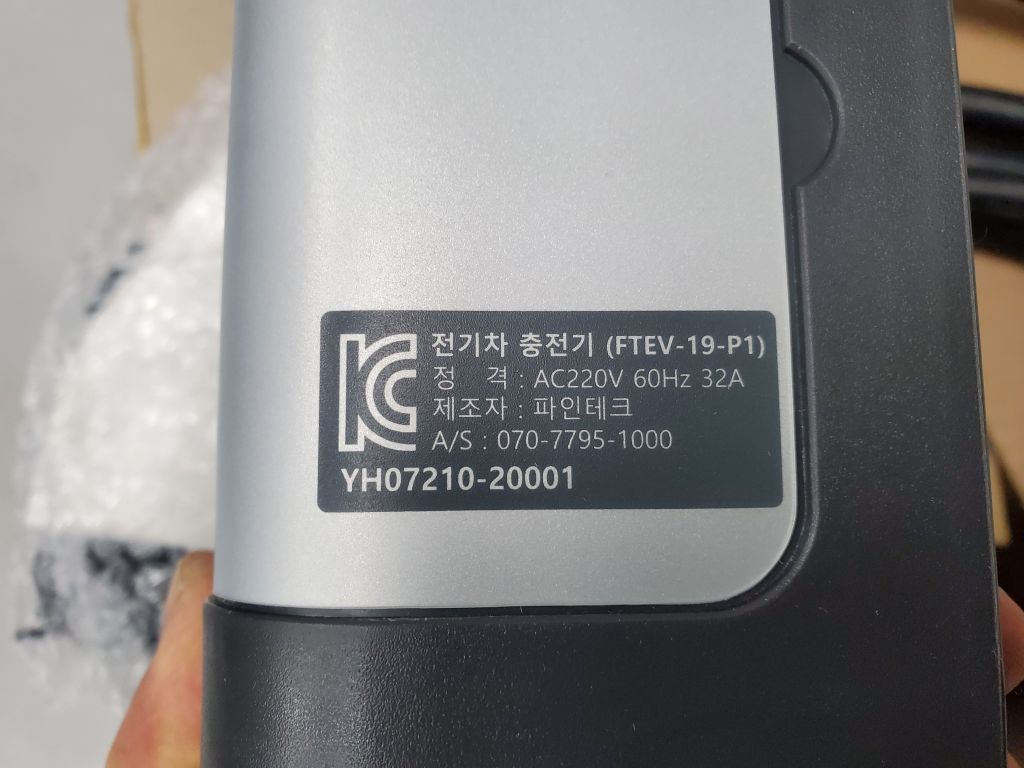 KC 전기차 충전기 (FTEV-19-P1)
정 격 : AC220V 60Hz 32A
제조자 : 파인테크
A/S : 070-7795-1000
YH07210-20001